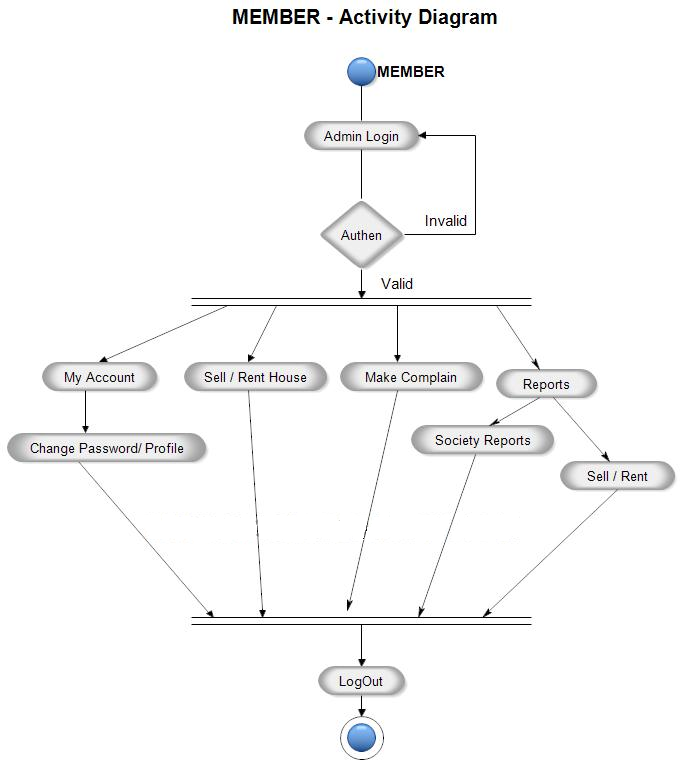 MEMBER - Activity Diagram
MEMBER
Admin Login
Invalid
Authen
Valid
My Account
Sell / Rent House
Make Complain
Reports
Change Password/ Profile
Society Reports
Sell / Rent
LogOut